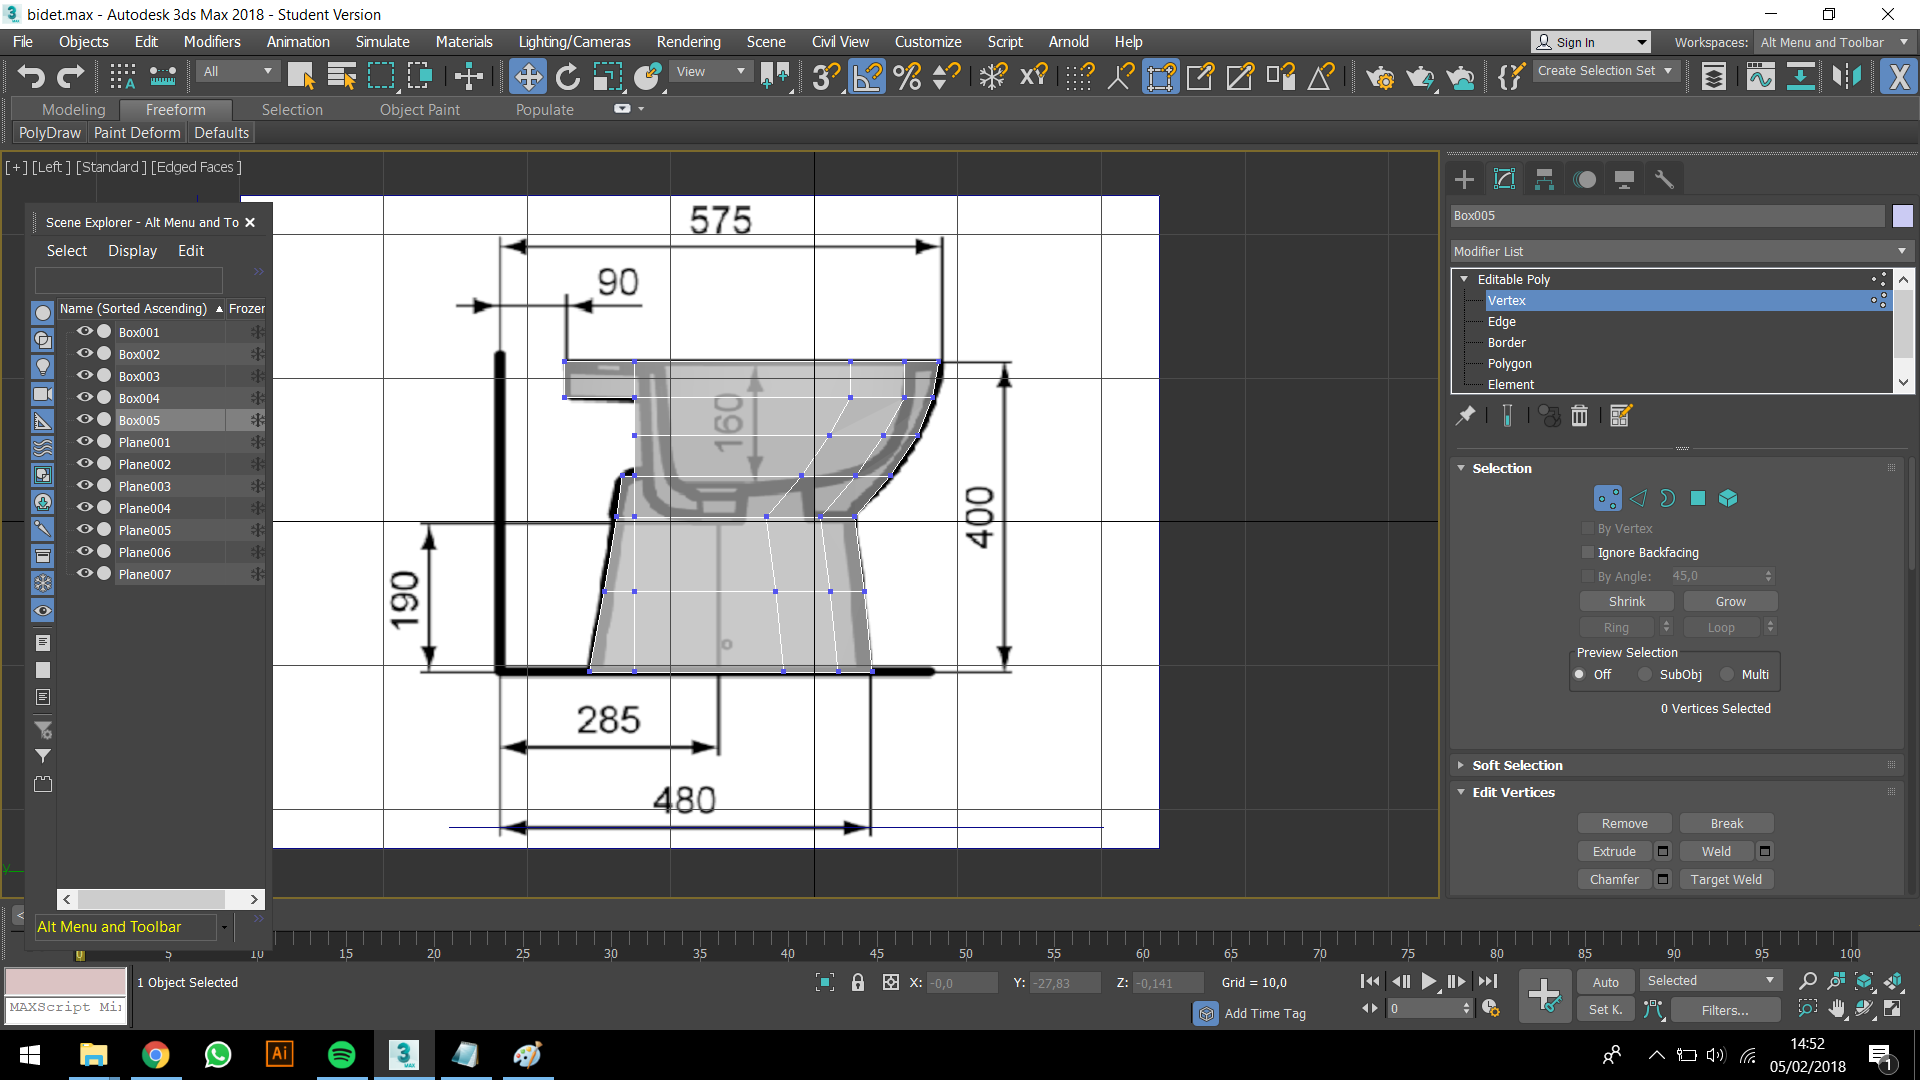 bidet.max - Autodesk 3ds Max 2018 - Student Version
File Objects Edit Modifiers Animation Simulate Materials Lighting/Cameras Rendering Scene Civil View Customize Script Arnold Help
Sign In
Workspaces: Alt Menu and Toolbar
All
View
Create Selection Set
Modeling Freeform Selection Object Paint Populate
PolyDraw Paint Deform Defaults
[+] [Left] [Standard] [Edged Faces]
Scene Explorer - Alt Menu and To
Select Display Edit
Name (Sorted Ascending) Frozen
Box001
Box002
Box003
Box004
Box005
Plane001
Plane002
Plane003
Plane004
Plane005
Plane006
Plane007
Alt Menu and Toolbar
575
90
160
400
190
285
480
Box005
Modifier List
Editable Poly
Vertex
Edge
Border
Polygon
Element
Selection
By Vertex
Ignore Backfacing
By Angle: 45,0
Shrink Grow
Ring Loop
Preview Selection
Off SubObj Multi
0 Vertices Selected
Soft Selection
Edit Vertices
Remove Break
Extrude Weld
Chamfer Target Weld
0 5 10 15 20 25 30 35 40 45 50 55 60 65 70 75 80 85 90 95 100
MAXScript Mi
1 Object Selected
X: -0,0 Y: -27,83 Z: -0,141 Grid = 10,0
Add Time Tag
0
Auto Selected
Set K. Filters...
14:52
05/02/2018
1